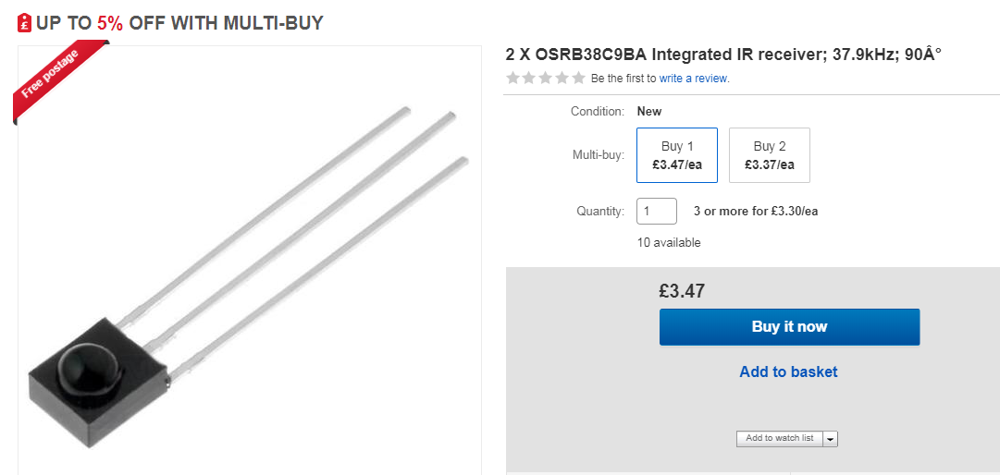 £ UP TO 5% OFF WITH MULTI-BUY
Free postage
2 X OSRB38C9BA Integrated IR receiver; 37.9kHz; 90Â°
Be the first to write a review.
Condition: New
Multi-buy:
Buy 1
£3.47/ea
Buy 2
£3.37/ea
Quantity: 1 3 or more for £3.30/ea
10 available
£3.47
Buy it now
Add to basket
Add to watch list